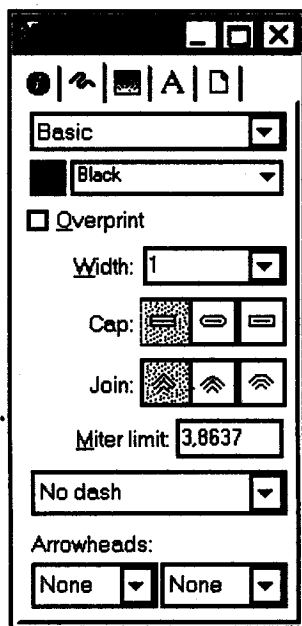 A
Basic
Black
Overprint
Width: 1
Cap:
Join:
Miter limit: 3,8637
No dash
Arrowheads:
None None